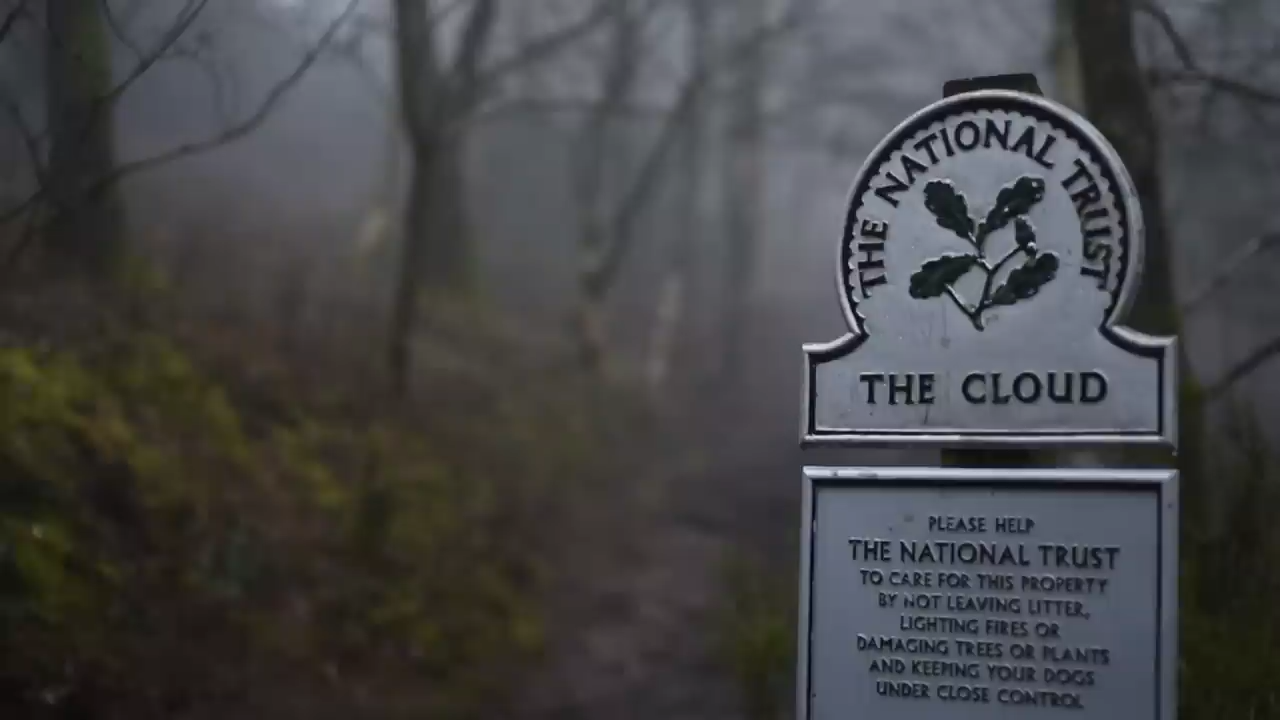 THE NATIONAL TRUST
THE CLOUD
PLEASE HELP
THE NATIONAL TRUST
TO CARE FOR THIS PROPERTY
BY NOT LEAVING LITTER,
LIGHTING FIRES OR
DAMAGING TREES OR PLANTS
AND KEEPING YOUR DOGS
UNDER CLOSE CONTROL